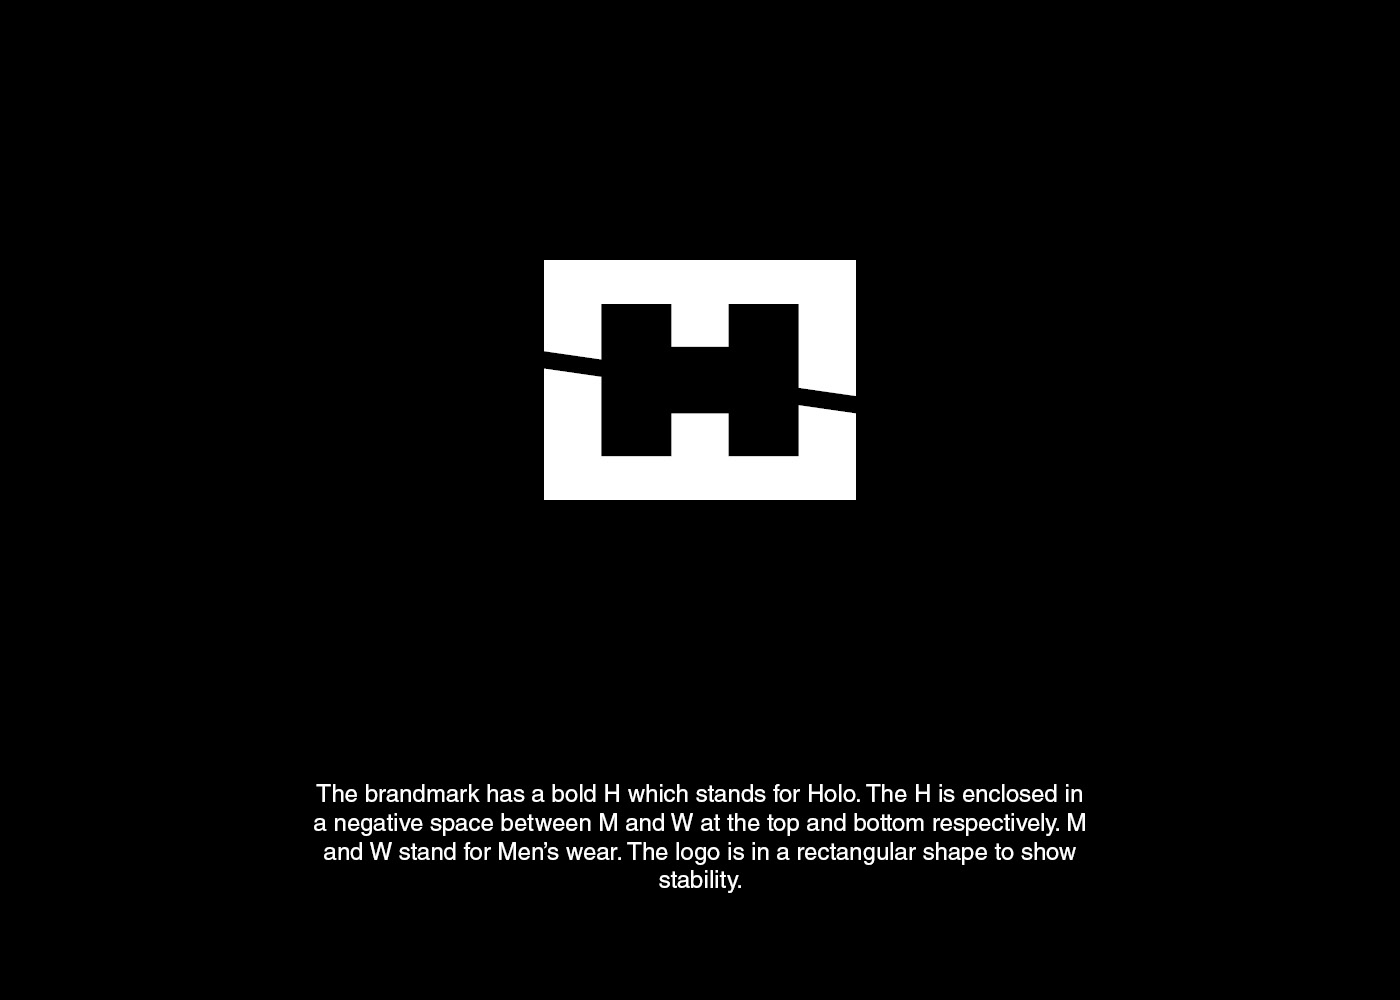 H
The brandmark has a bold H which stands for Holo. The H is enclosed in
a negative space between M and W at the top and bottom respectively. M
and W stand for Men’s wear. The logo is in a rectangular shape to show
stability.